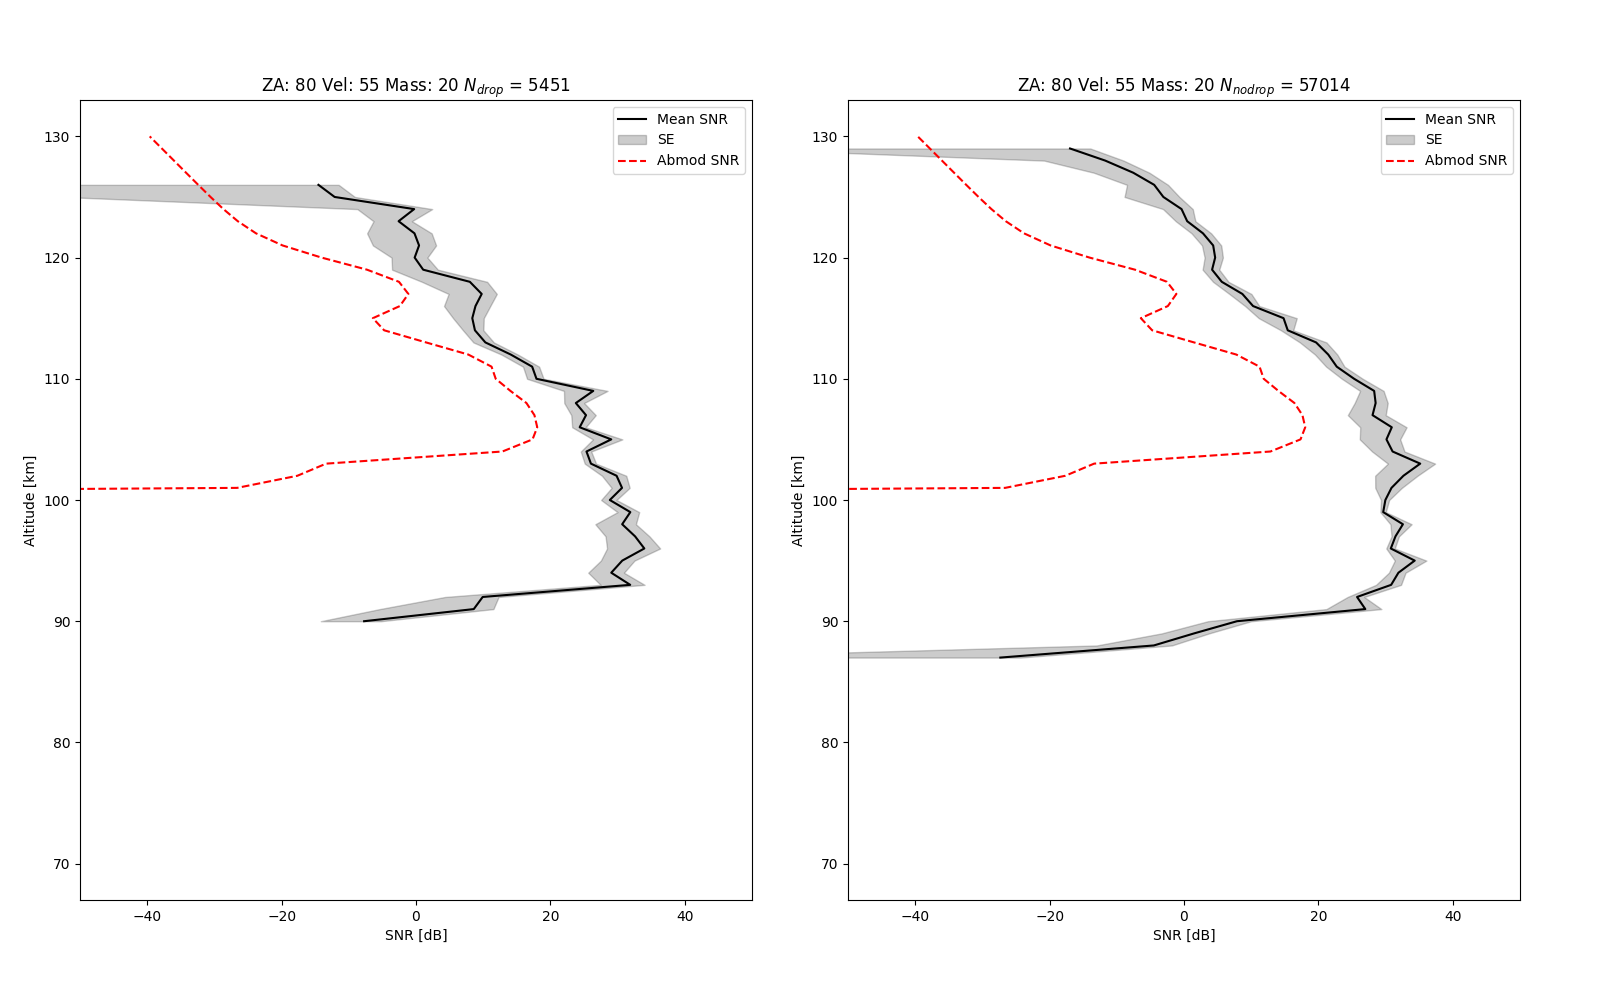 ZA: 80 Vel: 55 Mass: 20 N_drop = 5451
Mean SNR
SE
Abmod SNR
130
120
110
100
90
80
70
Altitude [km]
−40 −20 0 20 40
SNR [dB]
ZA: 80 Vel: 55 Mass: 20 N_nodrop = 57014
Mean SNR
SE
Abmod SNR
130
120
110
100
90
80
70
Altitude [km]
−40 −20 0 20 40
SNR [dB]